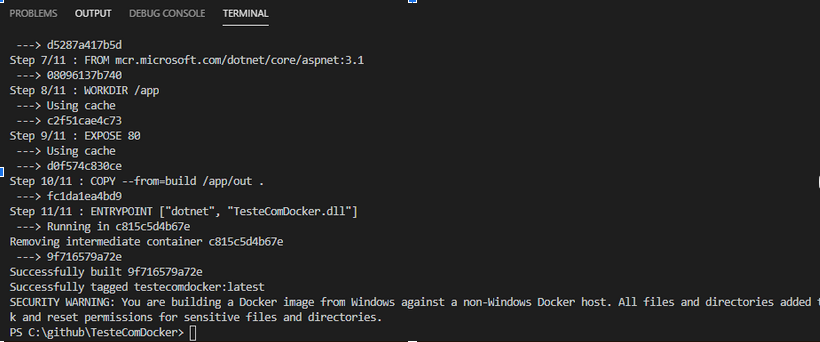 PROBLEMS OUTPUT DEBUG CONSOLE TERMINAL
---> d5287a417b5d
Step 7/11 : FROM mcr.microsoft.com/dotnet/core/aspnet:3.1
---> 08096137b740
Step 8/11 : WORKDIR /app
---> Using cache
---> c2f51cae4c73
Step 9/11 : EXPOSE 80
---> Using cache
---> d0f574c830ce
Step 10/11 : COPY --from=build /app/out .
---> fc1da1ea4bd9
Step 11/11 : ENTRYPOINT ["dotnet", "TesteComDocker.dll"]
---> Running in c815c5d4b67e
Removing intermediate container c815c5d4b67e
---> 9f716579a72e
Successfully built 9f716579a72e
Successfully tagged testecomdocker:latest
SECURITY WARNING: You are building a Docker image from Windows against a non-Windows Docker host. All files and directories added
k and reset permissions for sensitive files and directories.
PS C:\github\TesteComDocker>